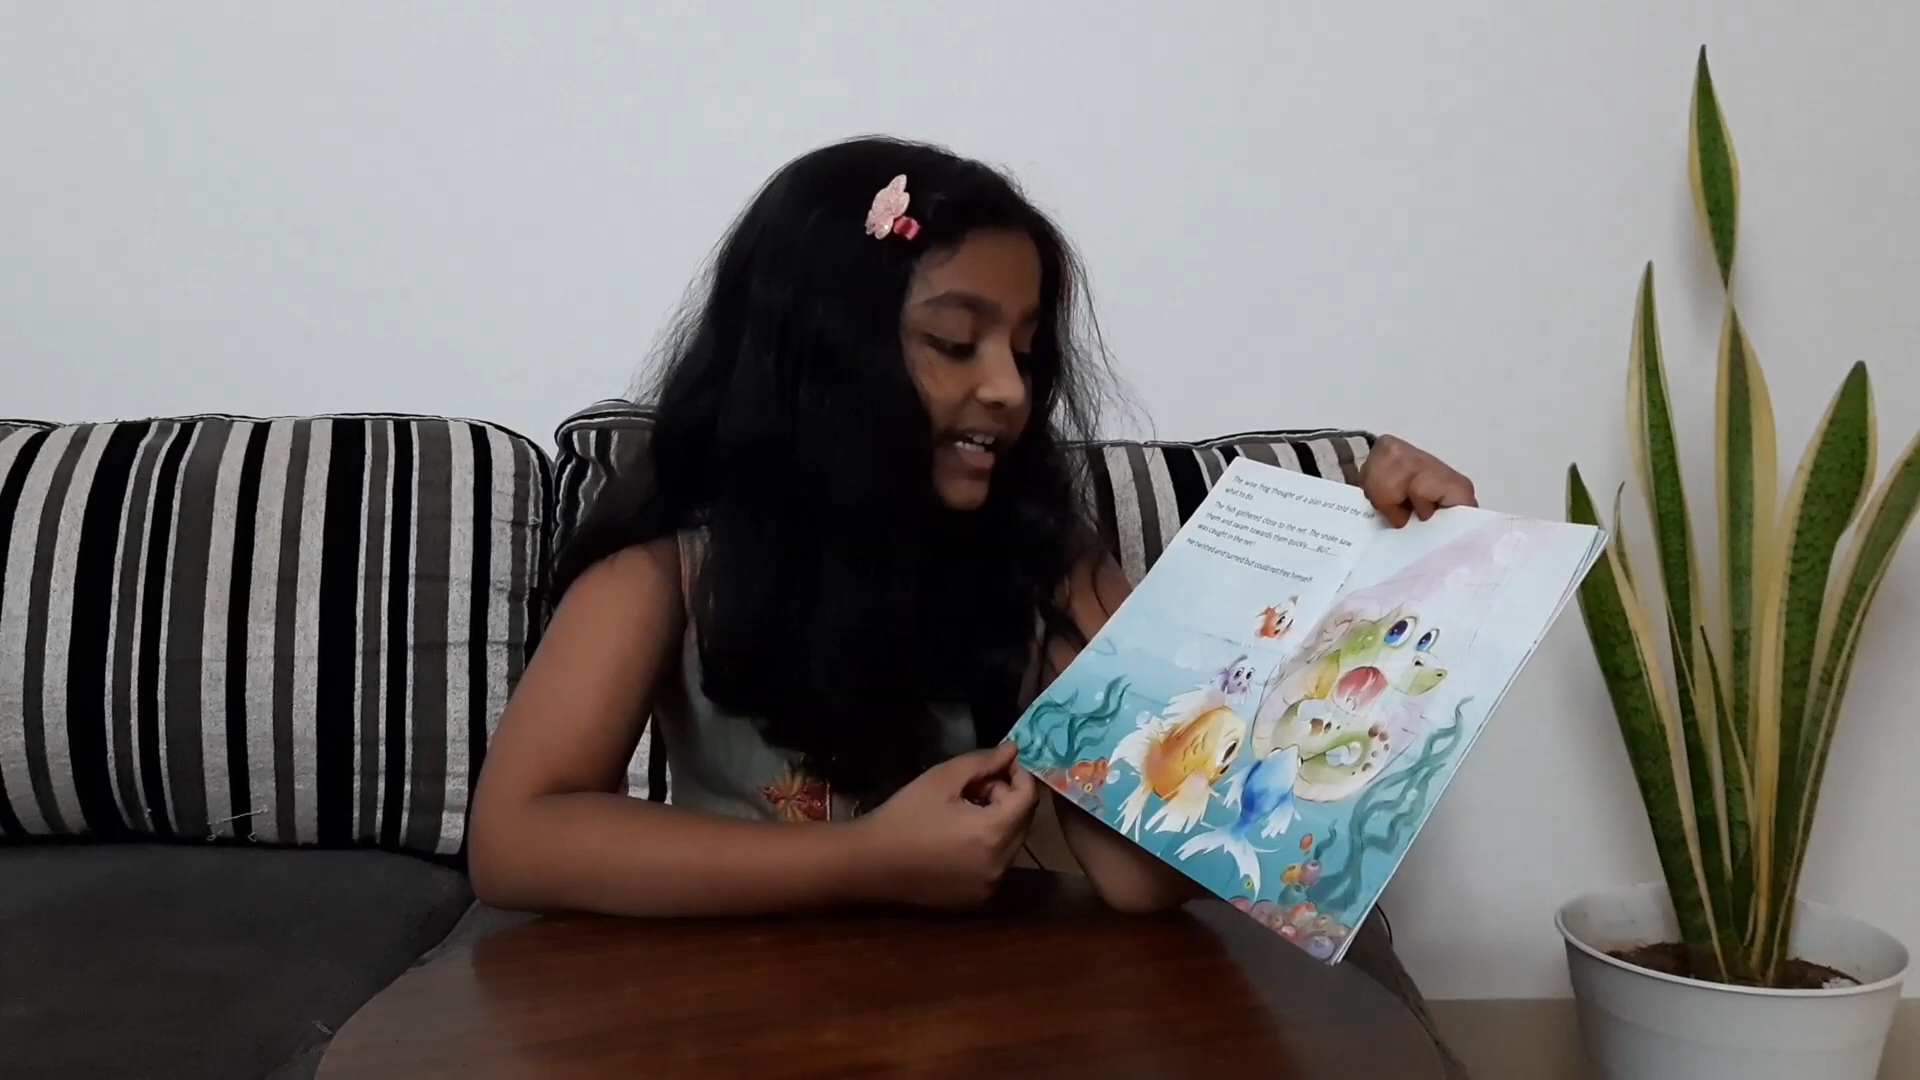 The wise frog thought of a plan and told the fish
what to do.
The fish gathered close to the net. The snake saw
them and swam towards them quickly.....BUT.....
was caught in the net!
He twisted and turned but could not free himself!